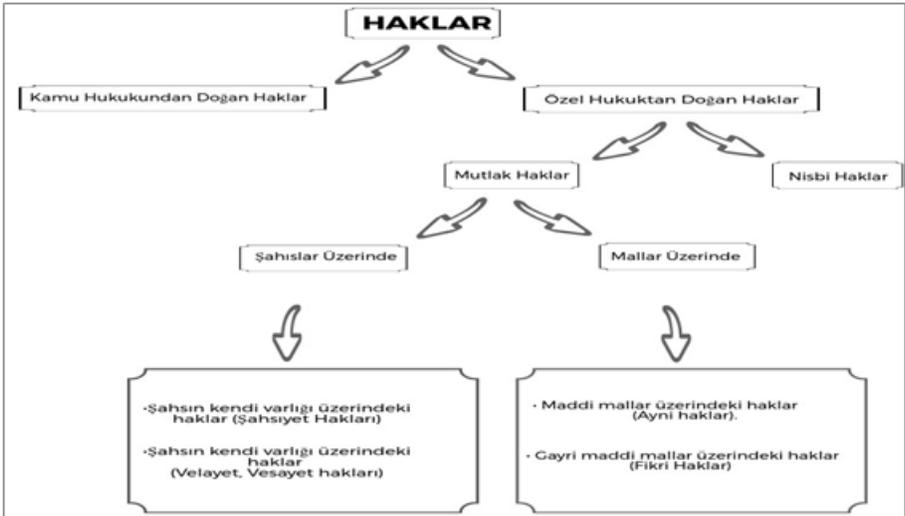 HAKLAR
Kamu Hukukundan Doğan Haklar
Özel Hukuktan Doğan Haklar
Mutlak Haklar
Nisbi Haklar
Şahıslar Üzerinde
Mallar Üzerinde
•Şahsın kendi varlığı üzerindeki
haklar (Şahsıyet Hakları)
•Şahsın kendi varlığı üzerindeki
haklar
(Velayet, Vesayet hakları)
• Maddi mallar üzerindeki haklar
(Ayni haklar).
• Gayri maddi mallar üzerindeki haklar
(Fikri Haklar)